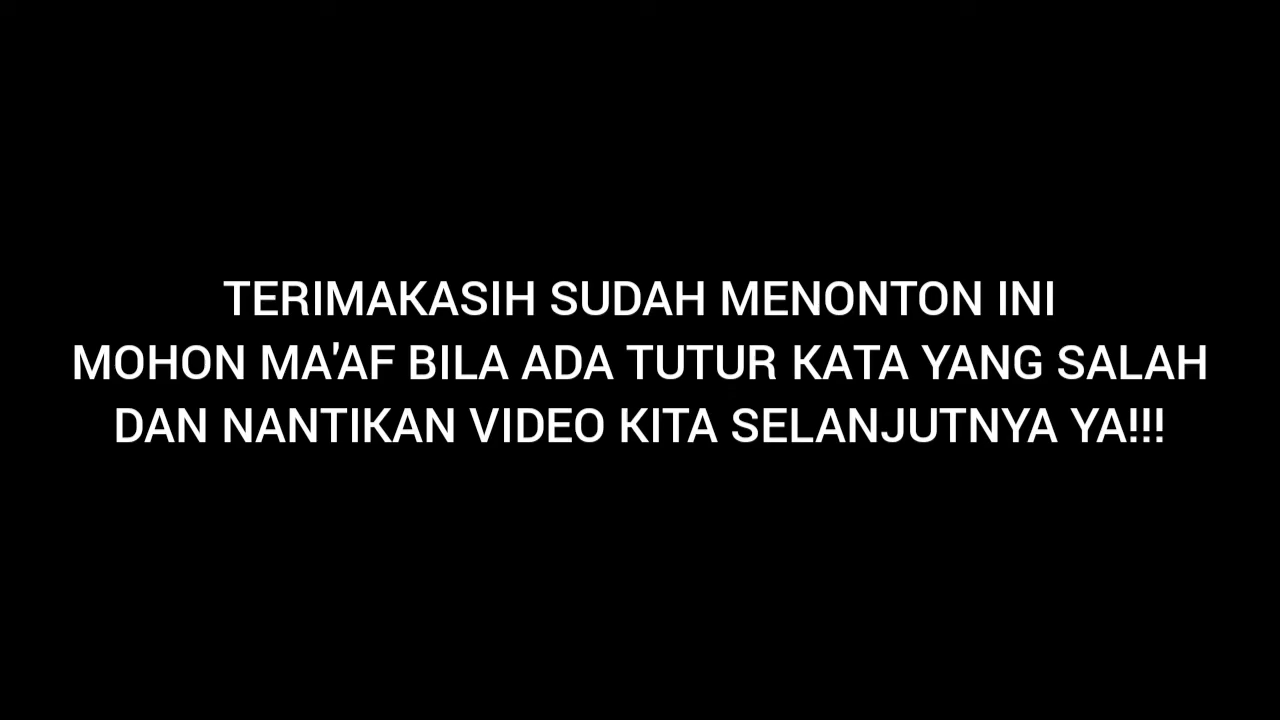 TERIMAKASIH SUDAH MENONTON INI
MOHON MA'AF BILA ADA TUTUR KATA YANG SALAH
DAN NANTIKAN VIDEO KITA SELANJUTNYA YA!!!